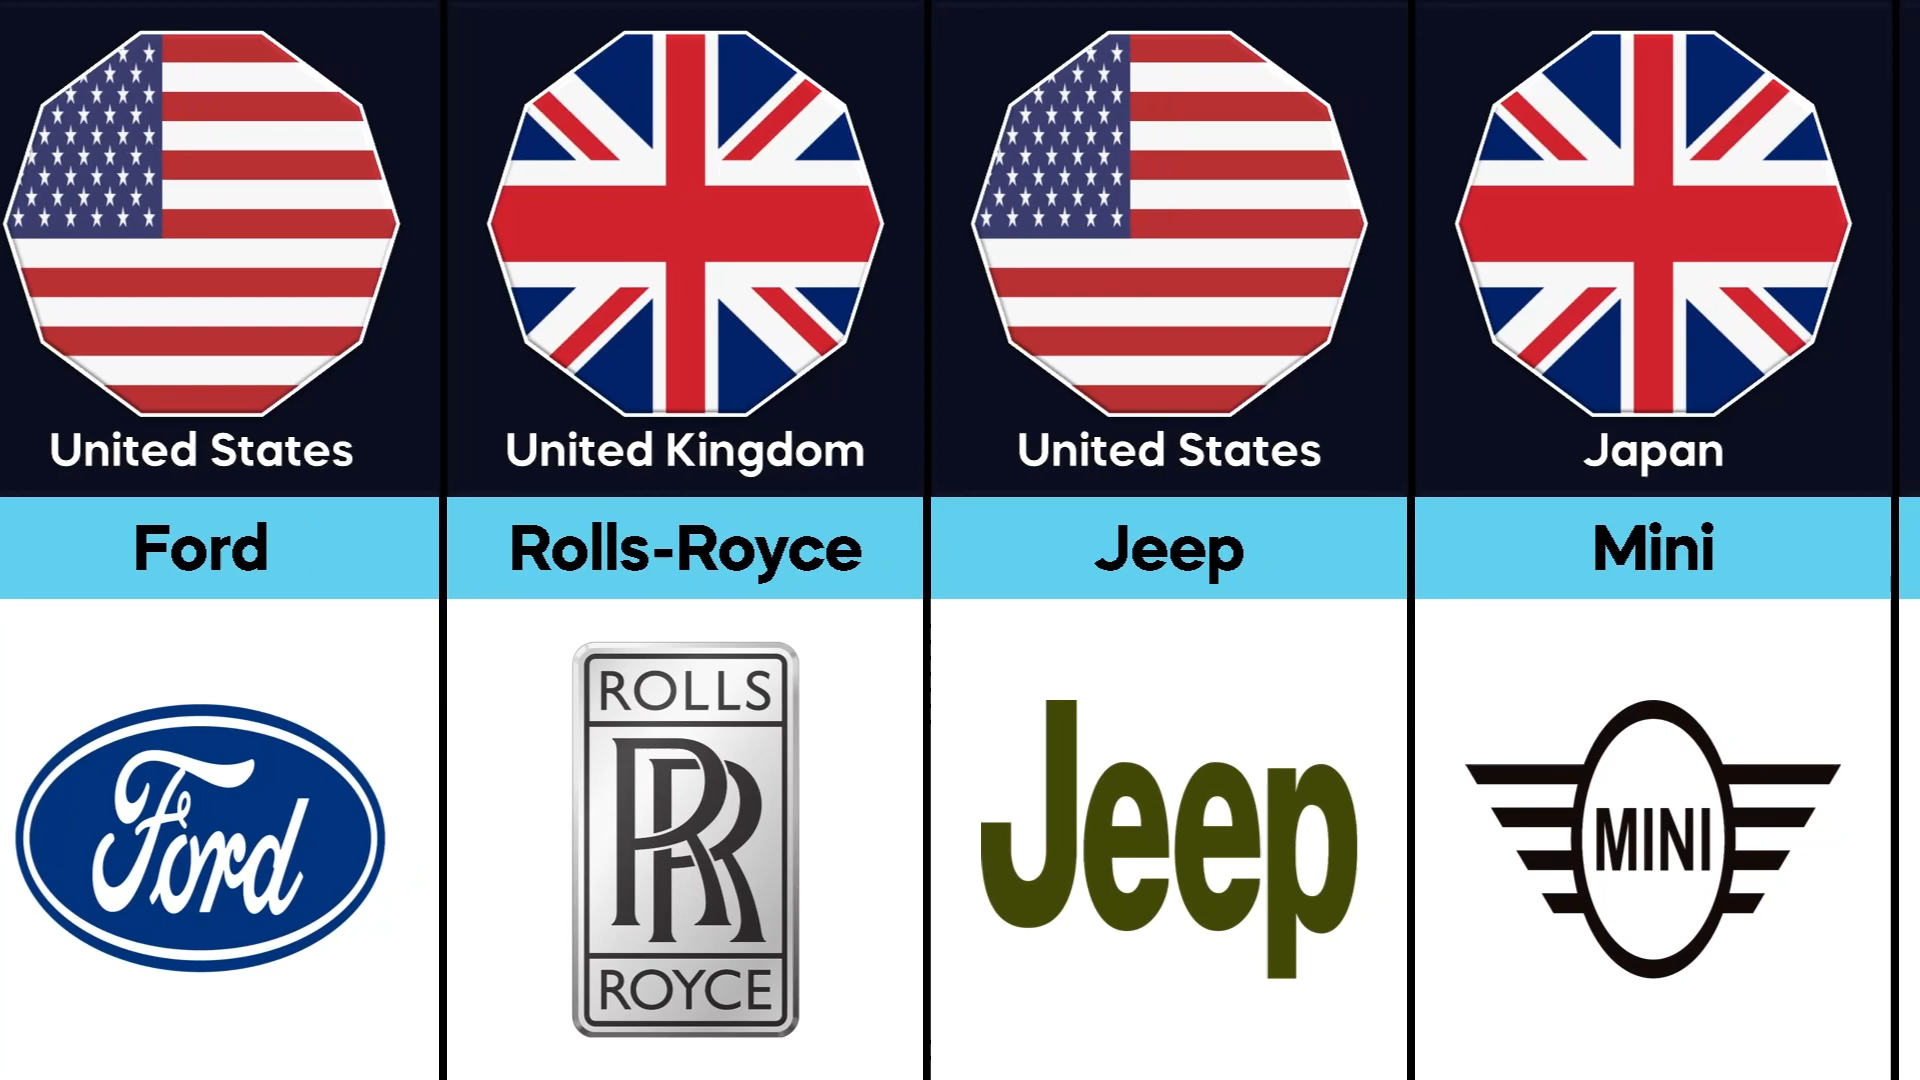 United States
United Kingdom
United States
Japan
Ford
Rolls-Royce
Jeep
Mini
Ford
ROLLS
RR
ROYCE
Jeep
MINI